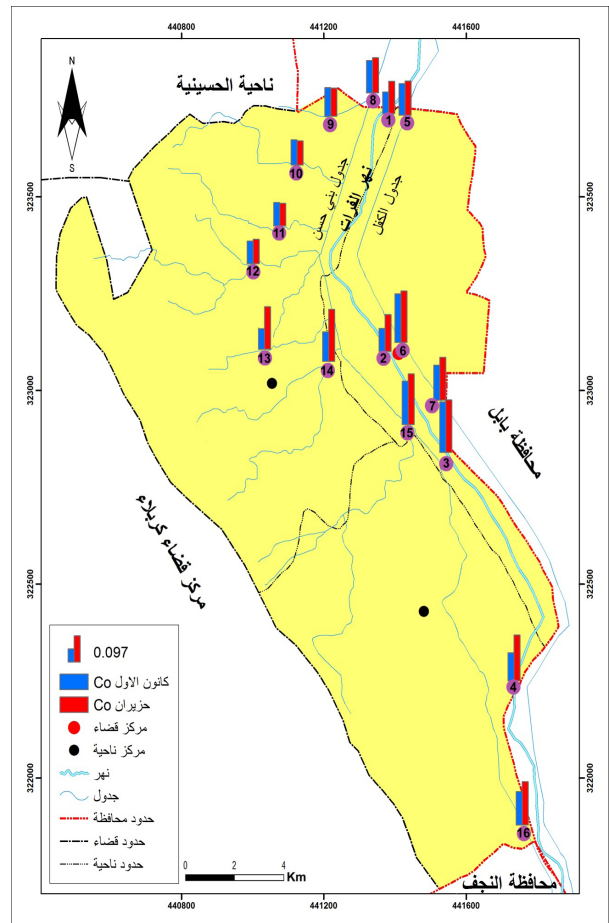 440800 441200 441600
N
S
ناحية الحسينية
8
9
1
5
10
323500
323500
جدول بني حسن
نهر الفرات
جدول الكفل
11
12
13
14
2
6
323000
323000
7
15
3
محافظة بابل
مركز قضاء كربلاء
322500
322500
0.097
كانون الاول Co
حزيران Co
مركز قضاء
مركز ناحية
نهر
جدول
حدود محافظة
حدود قضاء
حدود ناحية
4
322000
322000
16
0 2 4
Km
محافظة النجف
440800 441200 441600